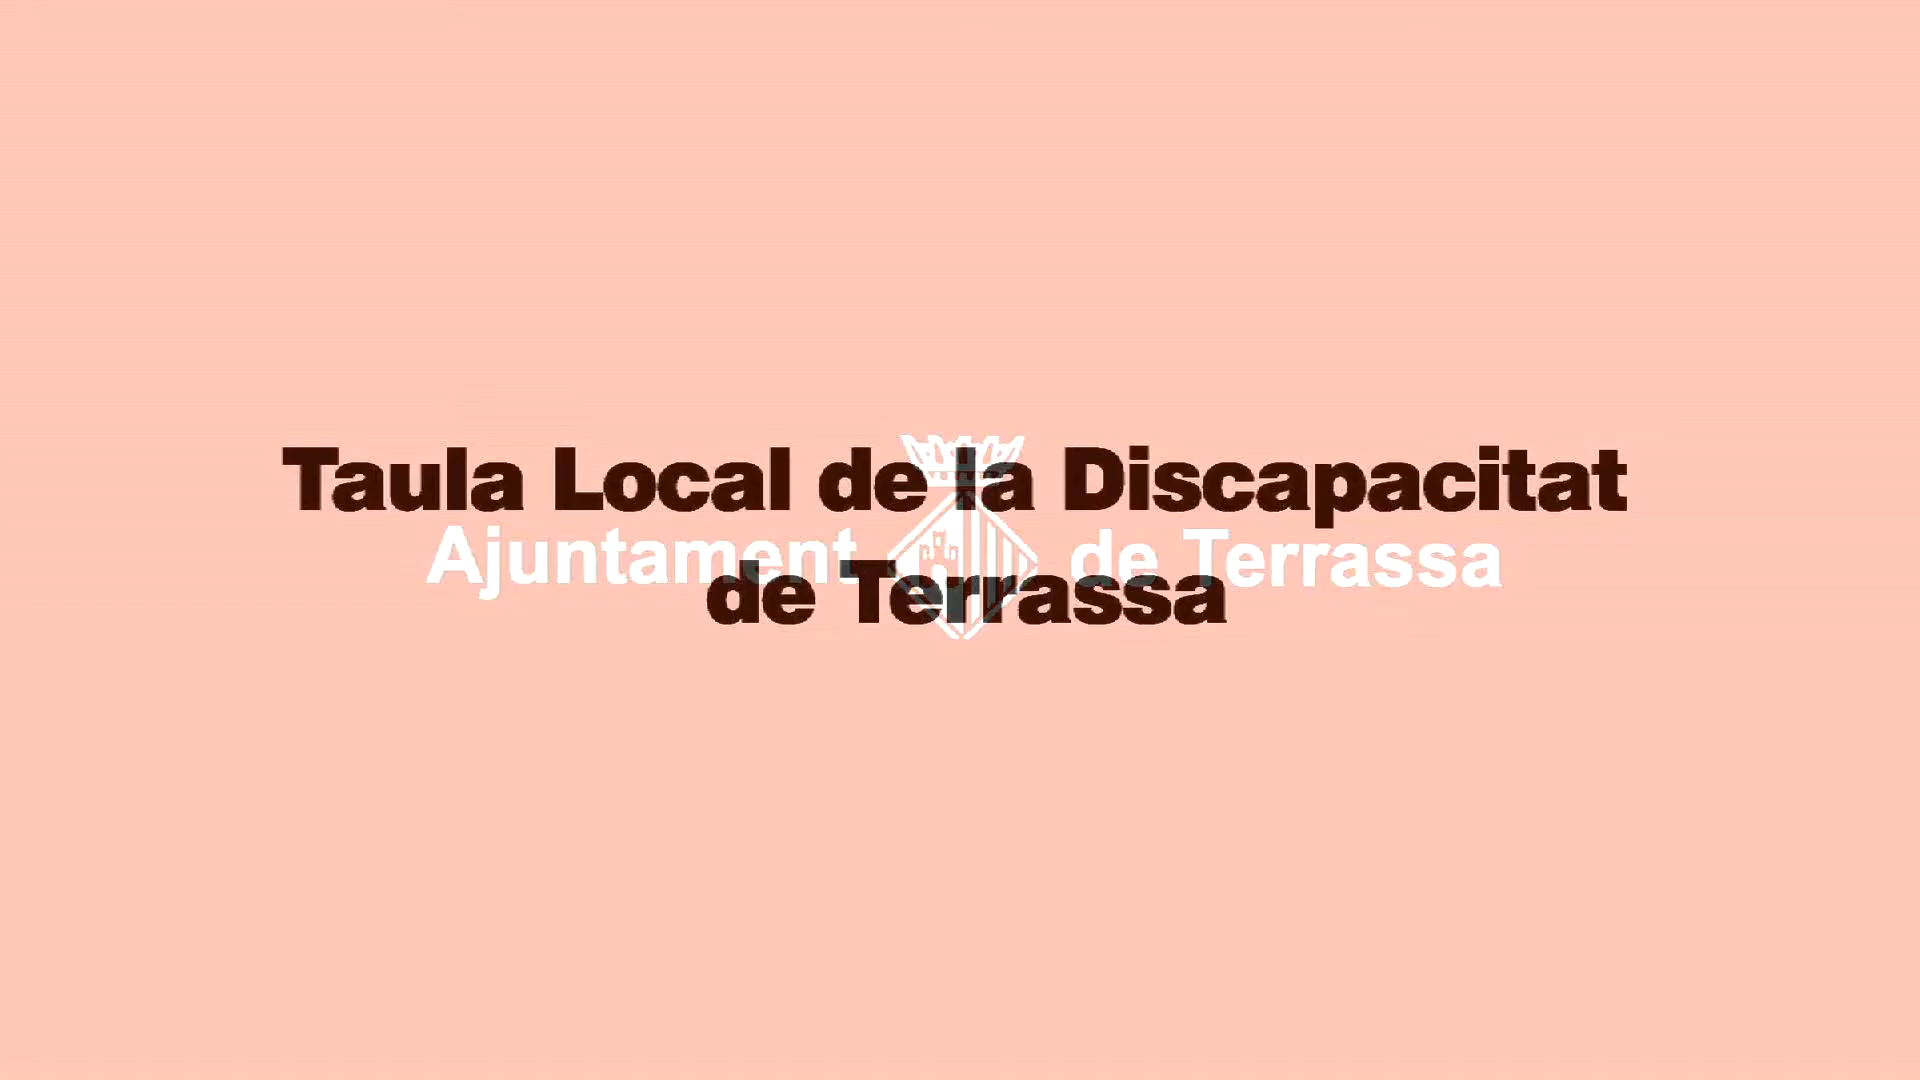 Taula Local de la Discapacitat
Ajuntament de Terrassa
de Terrassa